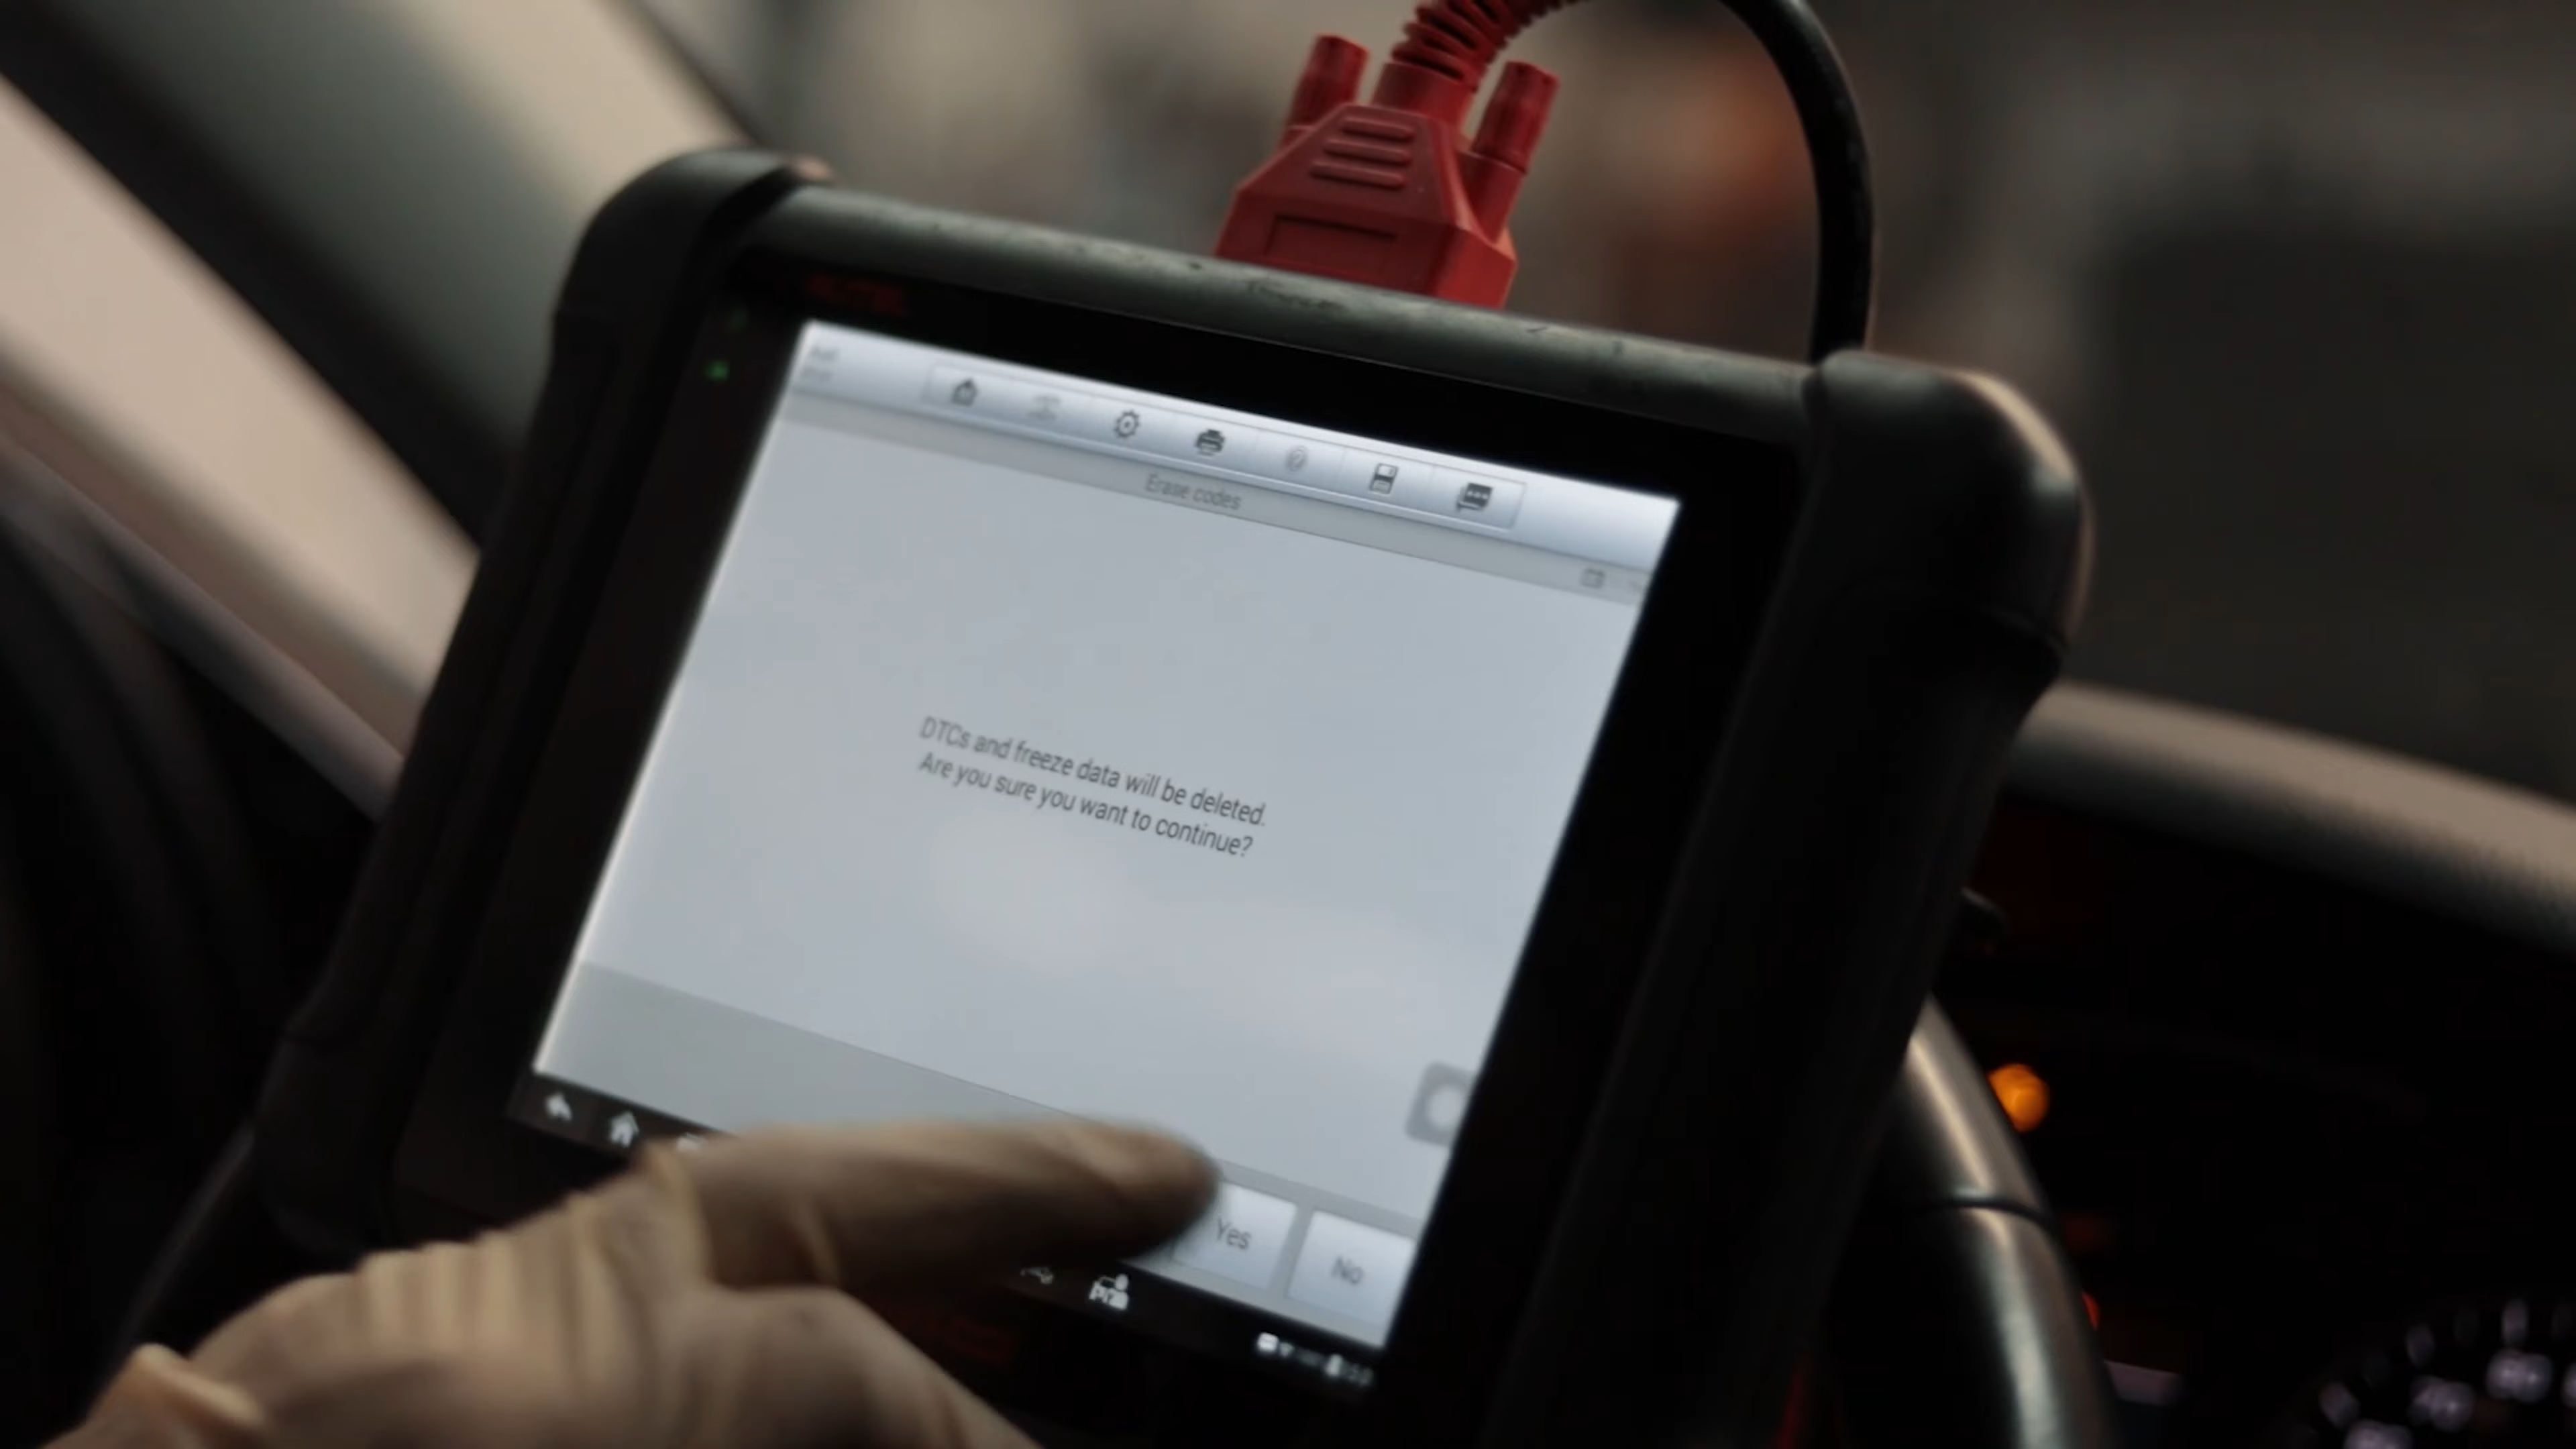 Erase codes
DTCs and freeze data will be deleted.
Are you sure you want to continue?
Yes
No